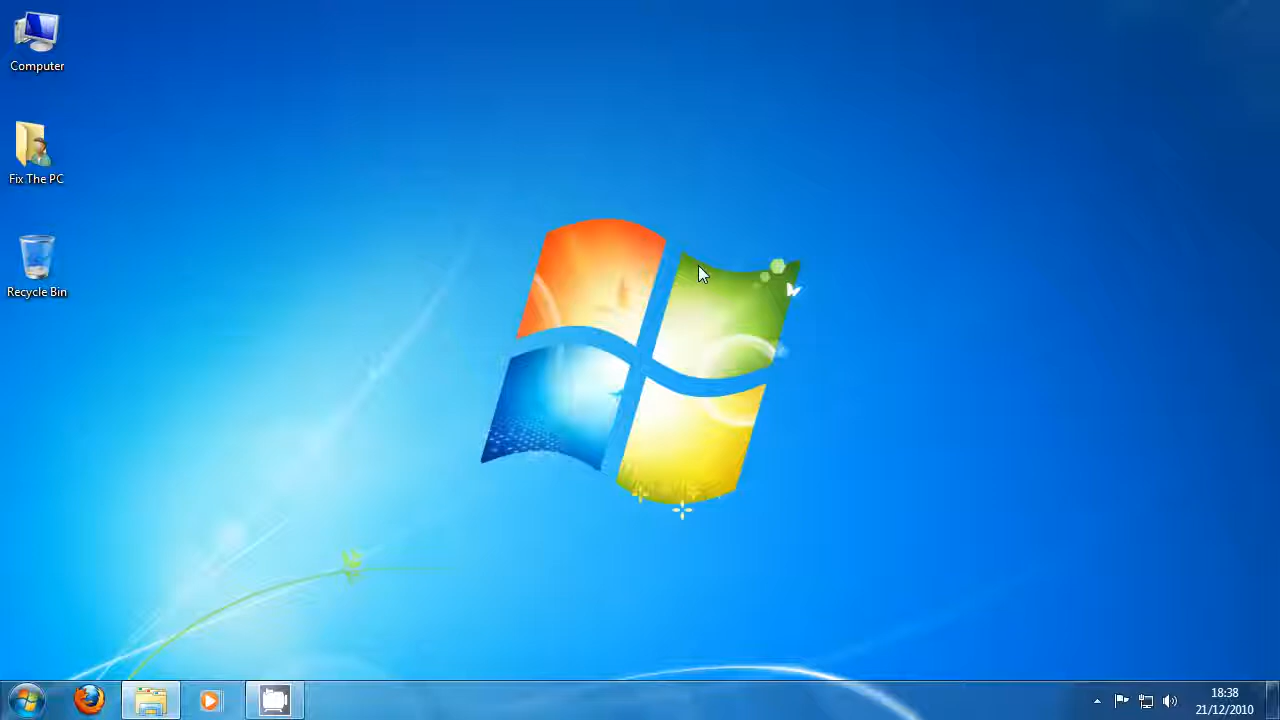 Computer
Fix The PC
Recycle Bin
18:38
21/12/2010